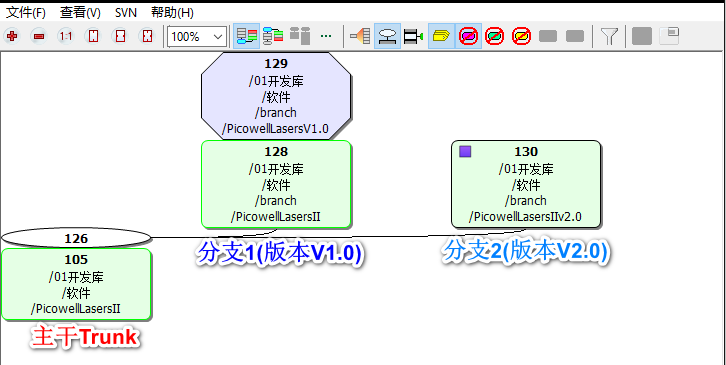 文件(F) 查看(V) SVN 帮助(H)
1:1 100%
129
/01开发库
/软件
/branch
/PicowellLasersV1.0
128
/01开发库
/软件
/branch
/PicowellLasersII
130
/01开发库
/软件
/branch
/PicowellLasersIIv2.0
126
分支1(版本V1.0)
分支2(版本V2.0)
105
/01开发库
/软件
/PicowellLasersII
主干Trunk